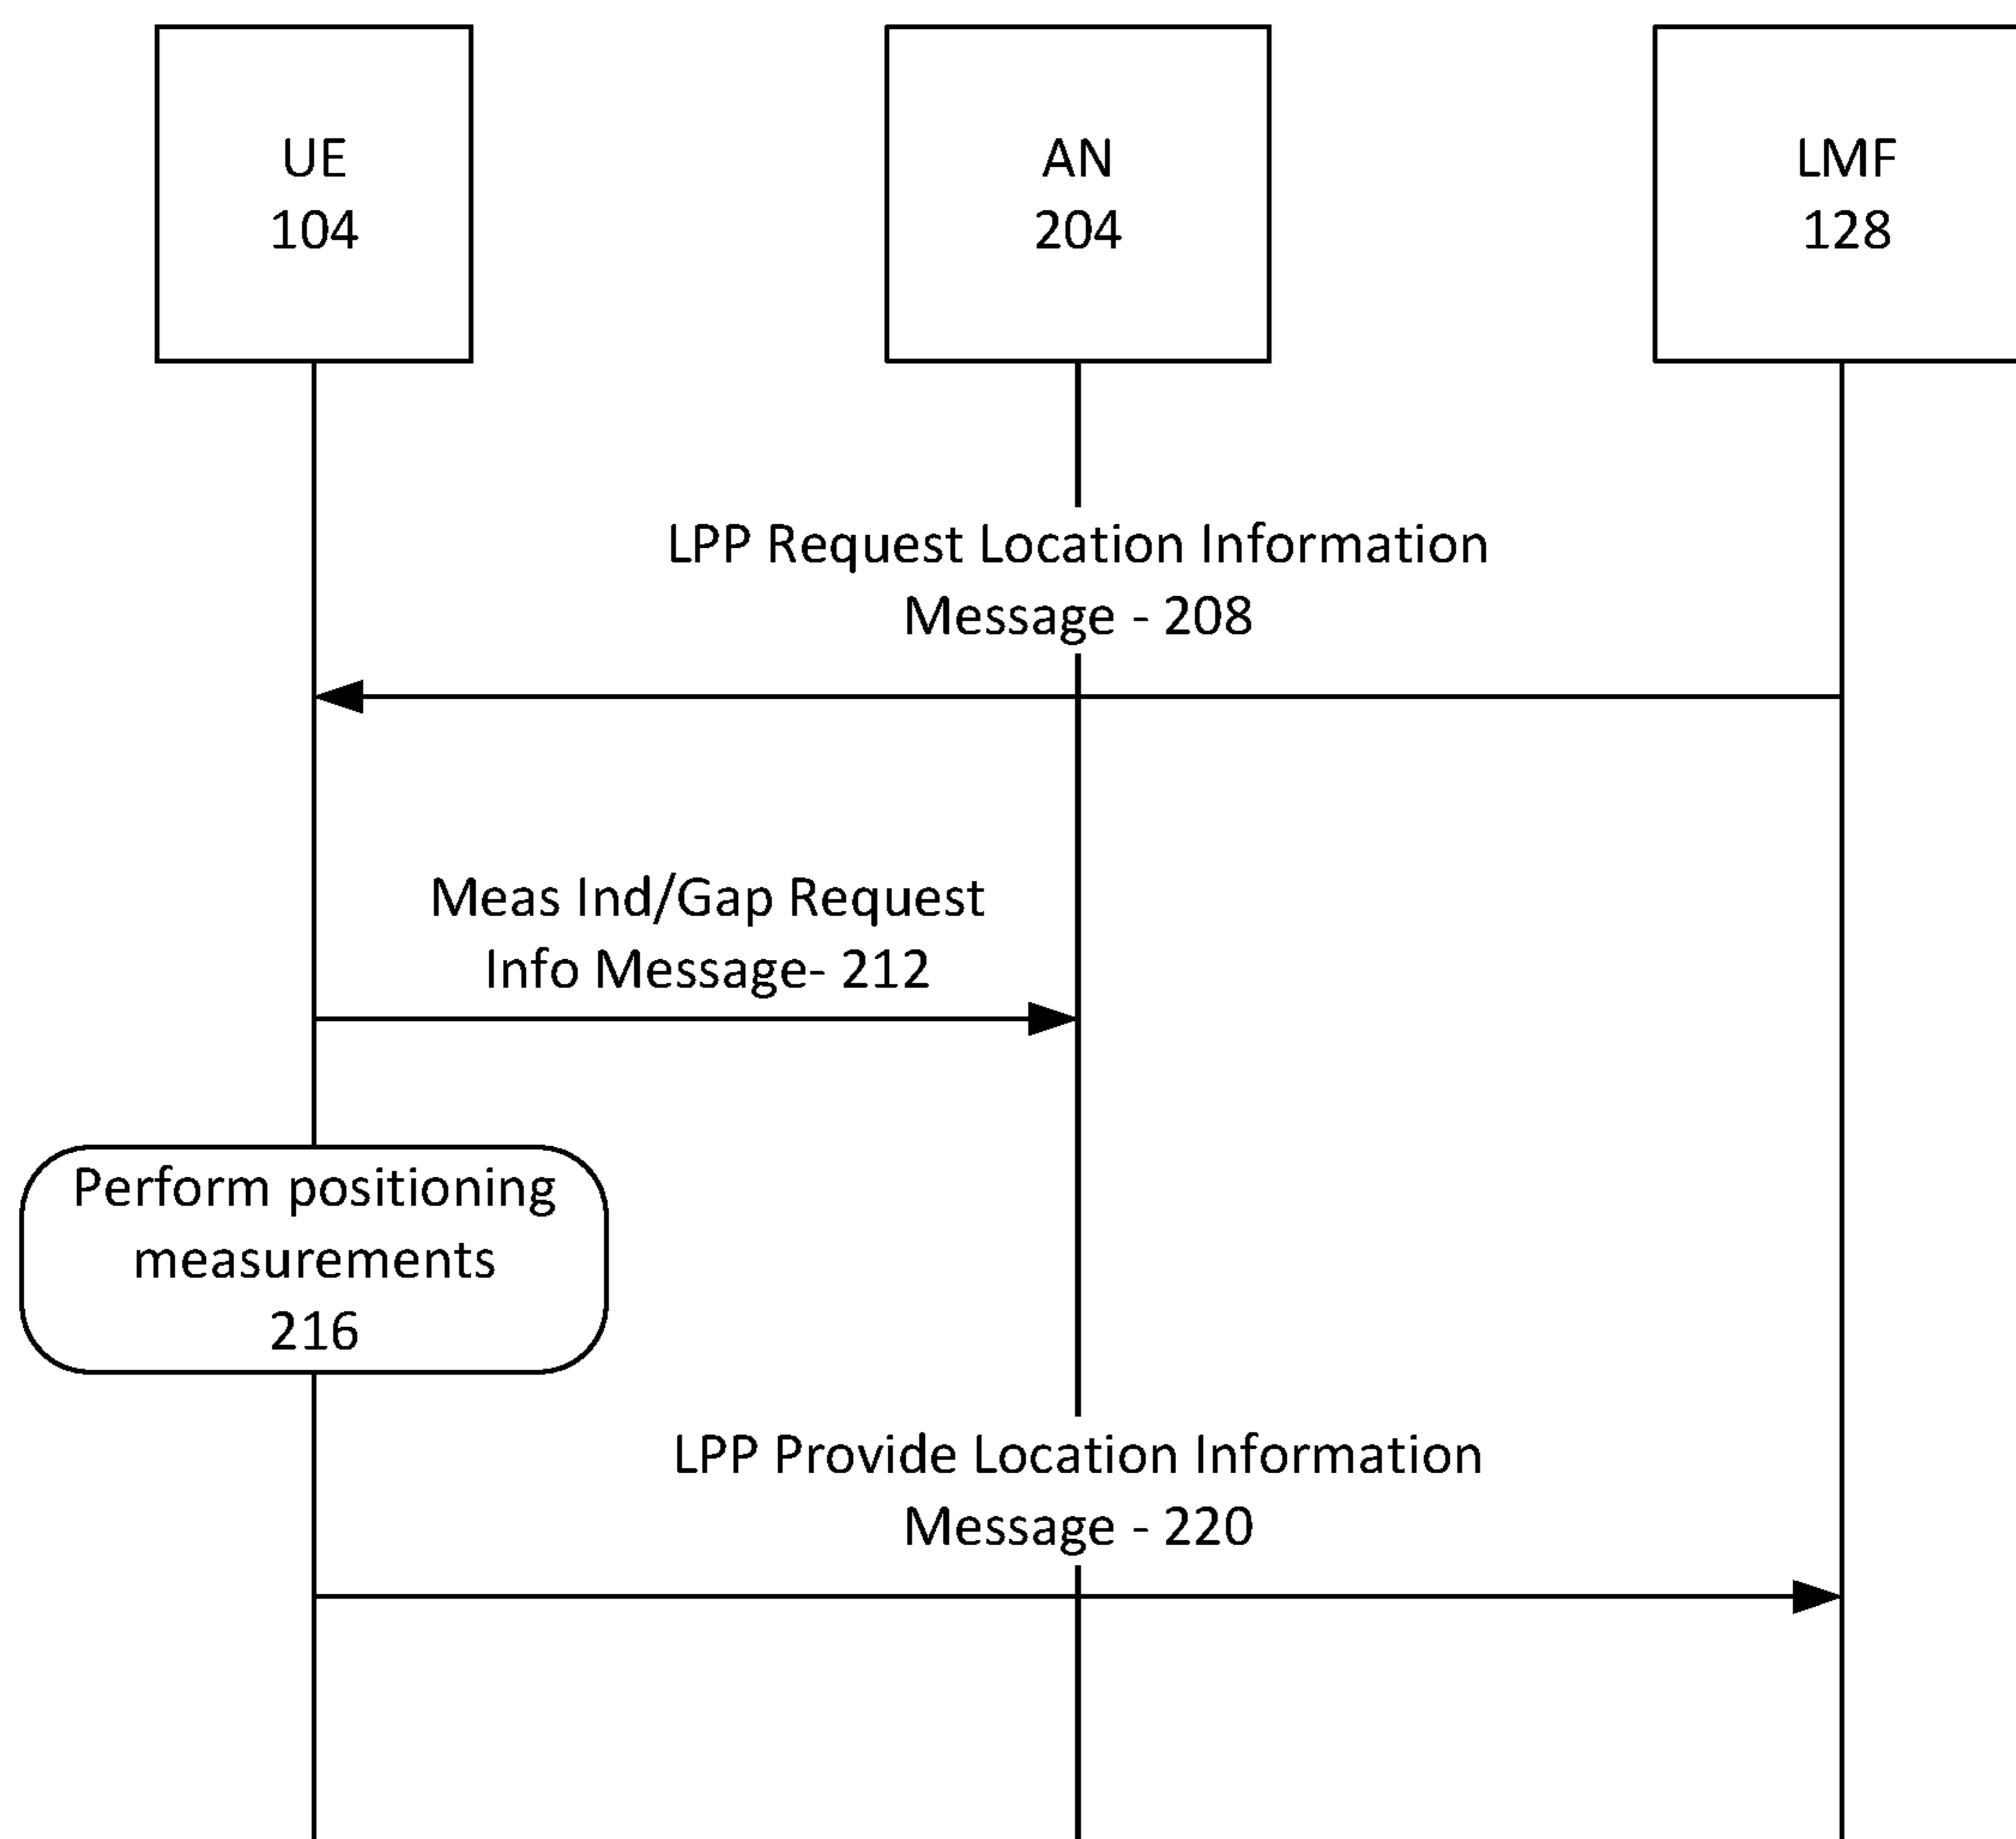 UE
104
AN
204
LMF
128
LPP Request Location Information
Message - 208
Meas Ind/Gap Request
Info Message- 212
Perform positioning
measurements
216
LPP Provide Location Information
Message - 220